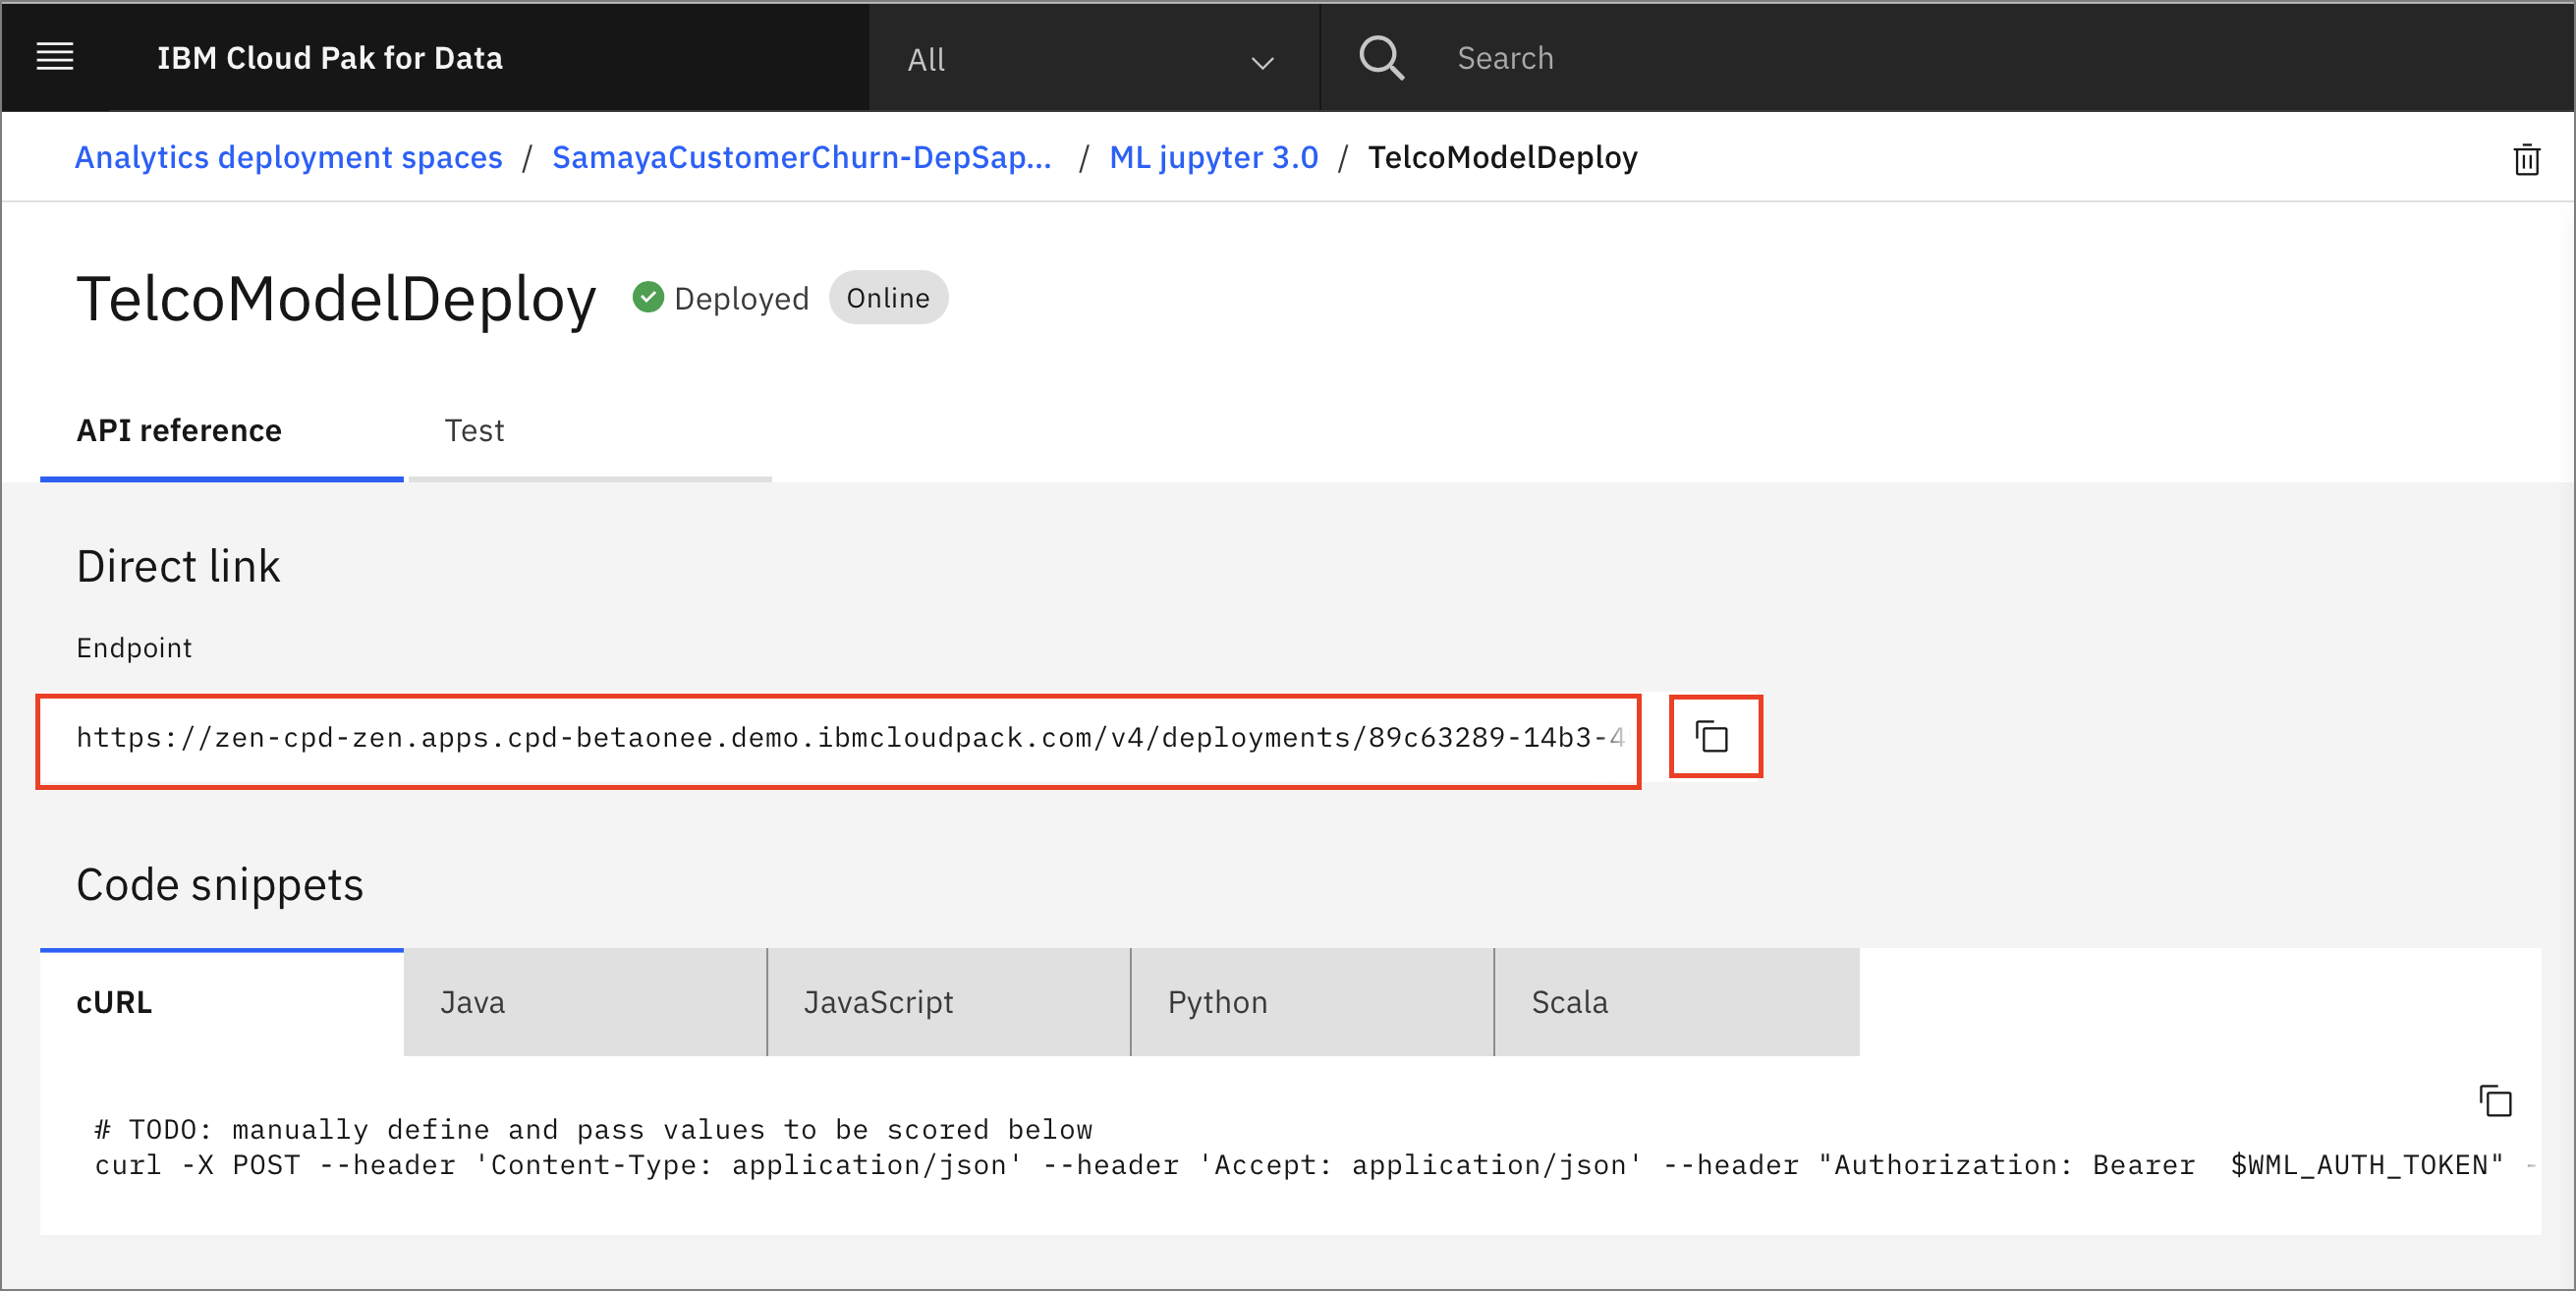 IBM Cloud Pak for Data All Search
Analytics deployment spaces / SamayaCustomerChurn-DepSap... / ML jupyter 3.0 / TelcoModelDeploy
TelcoModelDeploy Deployed Online
API reference Test
Direct link
Endpoint
https://zen-cpd-zen.apps.cpd-betaonee.demo.ibmcloudpack.com/v4/deployments/89c63289-14b3-4
Code snippets
cURL Java JavaScript Python Scala
# TODO: manually define and pass values to be scored below
curl -X POST --header 'Content-Type: application/json' --header 'Accept: application/json' --header "Authorization: Bearer  $WML_AUTH_TOKEN" -